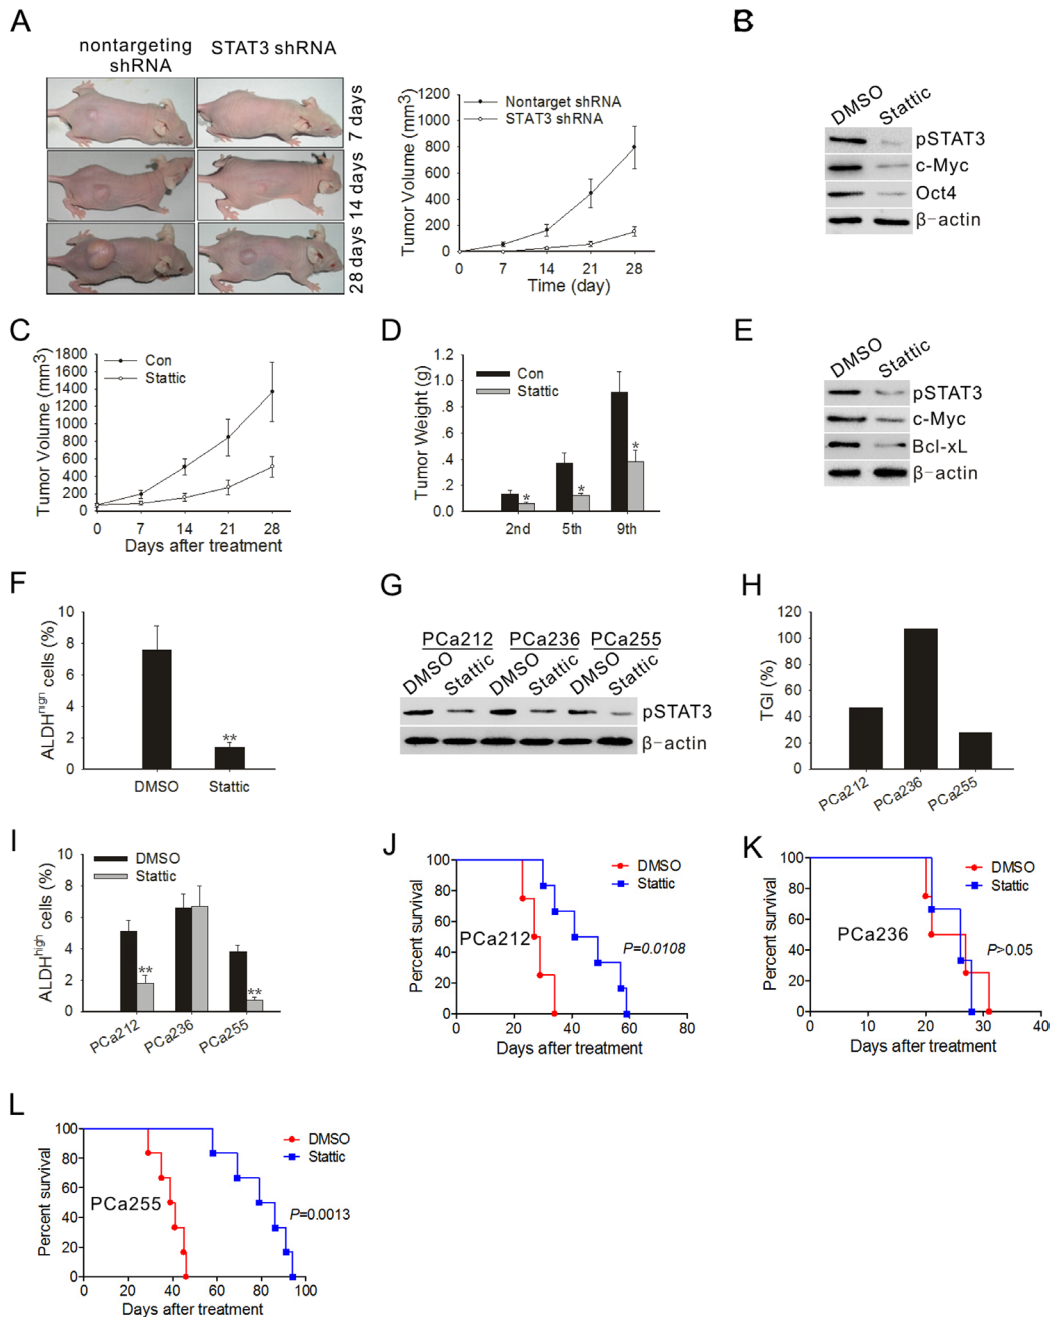 A
nontargeting shRNA
STAT3 shRNA
7 days
14 days
28 days
Tumor Volume (mm3)
1200
1000
800
600
400
200
0
Nontarget shRNA
STAT3 shRNA
0 7 14 21 28
Time (day)
DMSO
Stattic
pSTAT3
c-Myc
Oct4
β-actin
C
Tumor Volume (mm3)
1800
1600
1400
1200
1000
800
600
400
200
0
Con
Stattic
0 7 14 21 28
Days after treatment
D
Tumor Weight (g)
1.2
1.0
.8
.6
.4
.2
0
Con
Stattic
* * *
2nd 5th 9th
E
DMSO
Stattic
pSTAT3
c-Myc
Bcl-xL
β-actin
F
ALDHhigh cells (%)
10
8
6
4
2
0
**
DMSO Stattic
G
PCa212 PCa236 PCa255
DMSO Stattic DMSO Stattic DMSO Stattic
pSTAT3
β-actin
H
TGI (%)
120
100
80
60
40
20
0
PCa212 PCa236 PCa255
I
ALDHhigh cells (%)
10
8
6
4
2
0
DMSO
Stattic
** **
PCa212 PCa236 PCa255
J
Percent survival
100
80
60
40
20
0
DMSO
Stattic
PCa212
P=0.0108
0 20 40 60 80
Days after treatment
K
Percent survival
100
80
60
40
20
0
DMSO
Stattic
PCa236
P>0.05
0 10 20 30 40
Days after treatment
L
Percent survival
100
80
60
40
20
0
DMSO
Stattic
PCa255
P=0.0013
0 20 40 60 80 100
Days after treatment